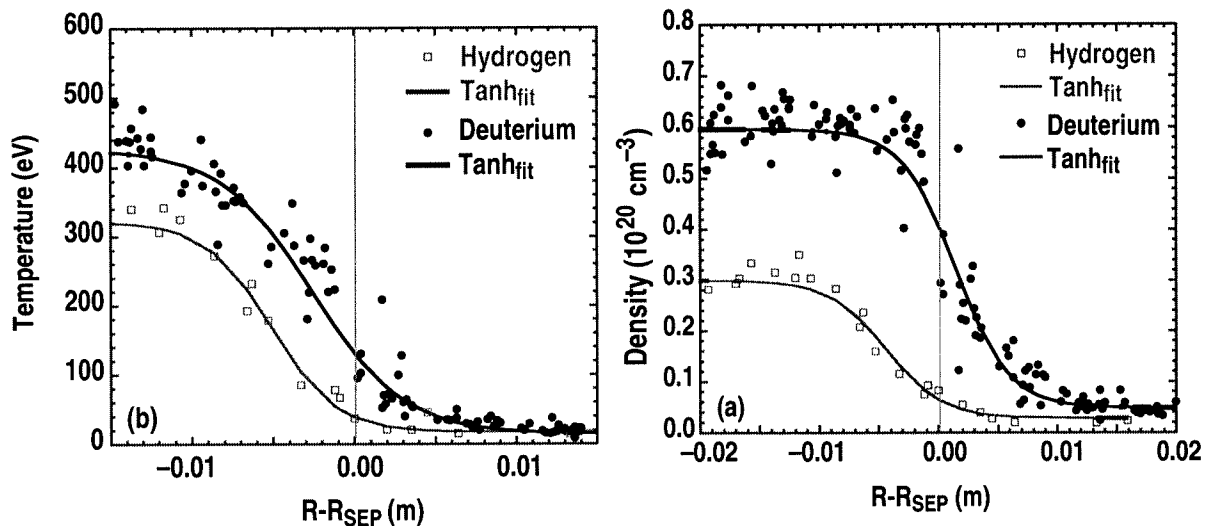 600
500
400
300
200
100
0
Temperature (eV)
Hydrogen
Tanhfit
Deuterium
Tanhfit
(b)
−0.01
0.00
0.01
R-RSEP (m)
0.8
0.7
0.6
0.5
0.4
0.3
0.2
0.1
0.0
Density (10^20 cm^−3)
Hydrogen
Tanhfit
Deuterium
Tanhfit
(a)
−0.02
−0.01
0.00
0.01
0.02
R-RSEP (m)